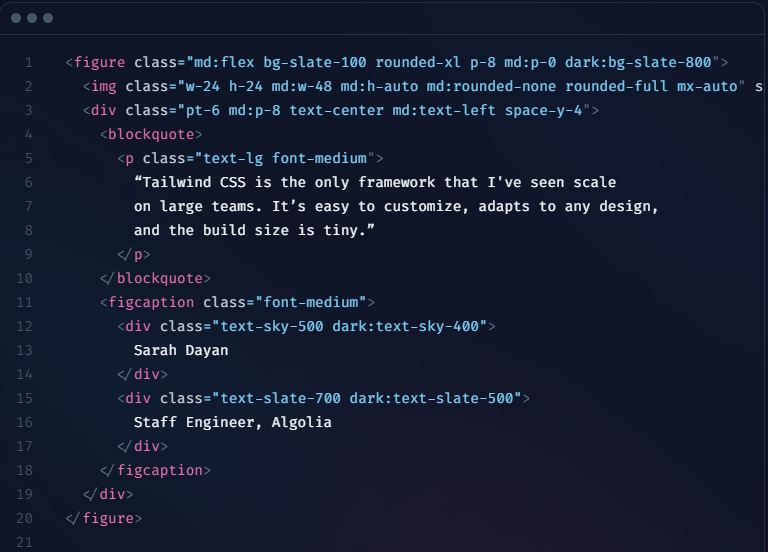 1 <figure class="md:flex bg-slate-100 rounded-xl p-8 md:p-0 dark:bg-slate-800">
2 <img class="w-24 h-24 md:w-48 md:h-auto md:rounded-none rounded-full mx-auto" s
3 <div class="pt-6 md:p-8 text-center md:text-left space-y-4">
4 <blockquote>
5 <p class="text-lg font-medium">
6 “Tailwind CSS is the only framework that I've seen scale
7 on large teams. It’s easy to customize, adapts to any design,
8 and the build size is tiny.”
9 </p>
10 </blockquote>
11 <figcaption class="font-medium">
12 <div class="text-sky-500 dark:text-sky-400">
13 Sarah Dayan
14 </div>
15 <div class="text-slate-700 dark:text-slate-500">
16 Staff Engineer, Algolia
17 </div>
18 </figcaption>
19 </div>
20 </figure>
21